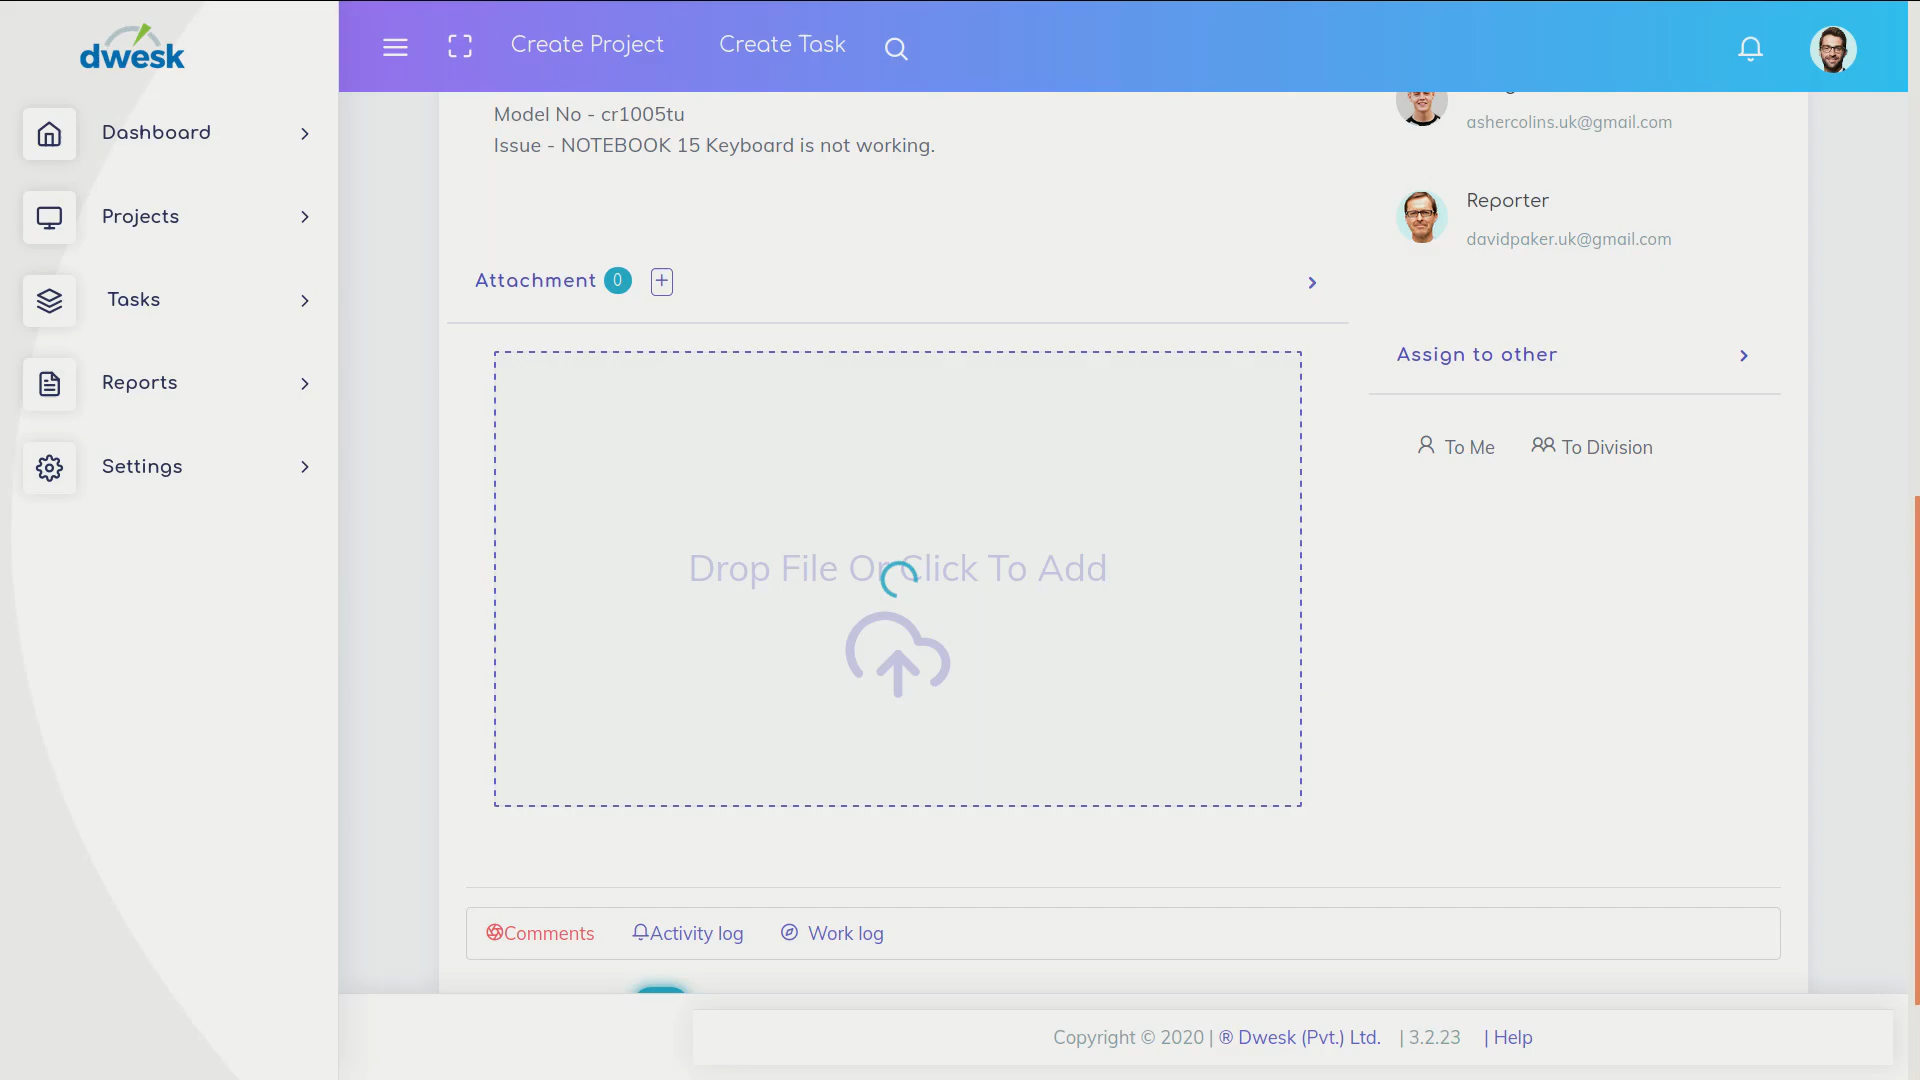 dwesk
Create Project
Create Task
Dashboard
Projects
Tasks
Reports
Settings
Model No - cr1005tu
Issue - NOTEBOOK 15 Keyboard is not working.
ashercolins.uk@gmail.com
Reporter
davidpaker.uk@gmail.com
Attachment 0
Assign to other
To Me
To Division
Drop File Or Click To Add
Comments
Activity log
Work log
Copyright © 2020 | ® Dwesk (Pvt.) Ltd. | 3.2.23 | Help